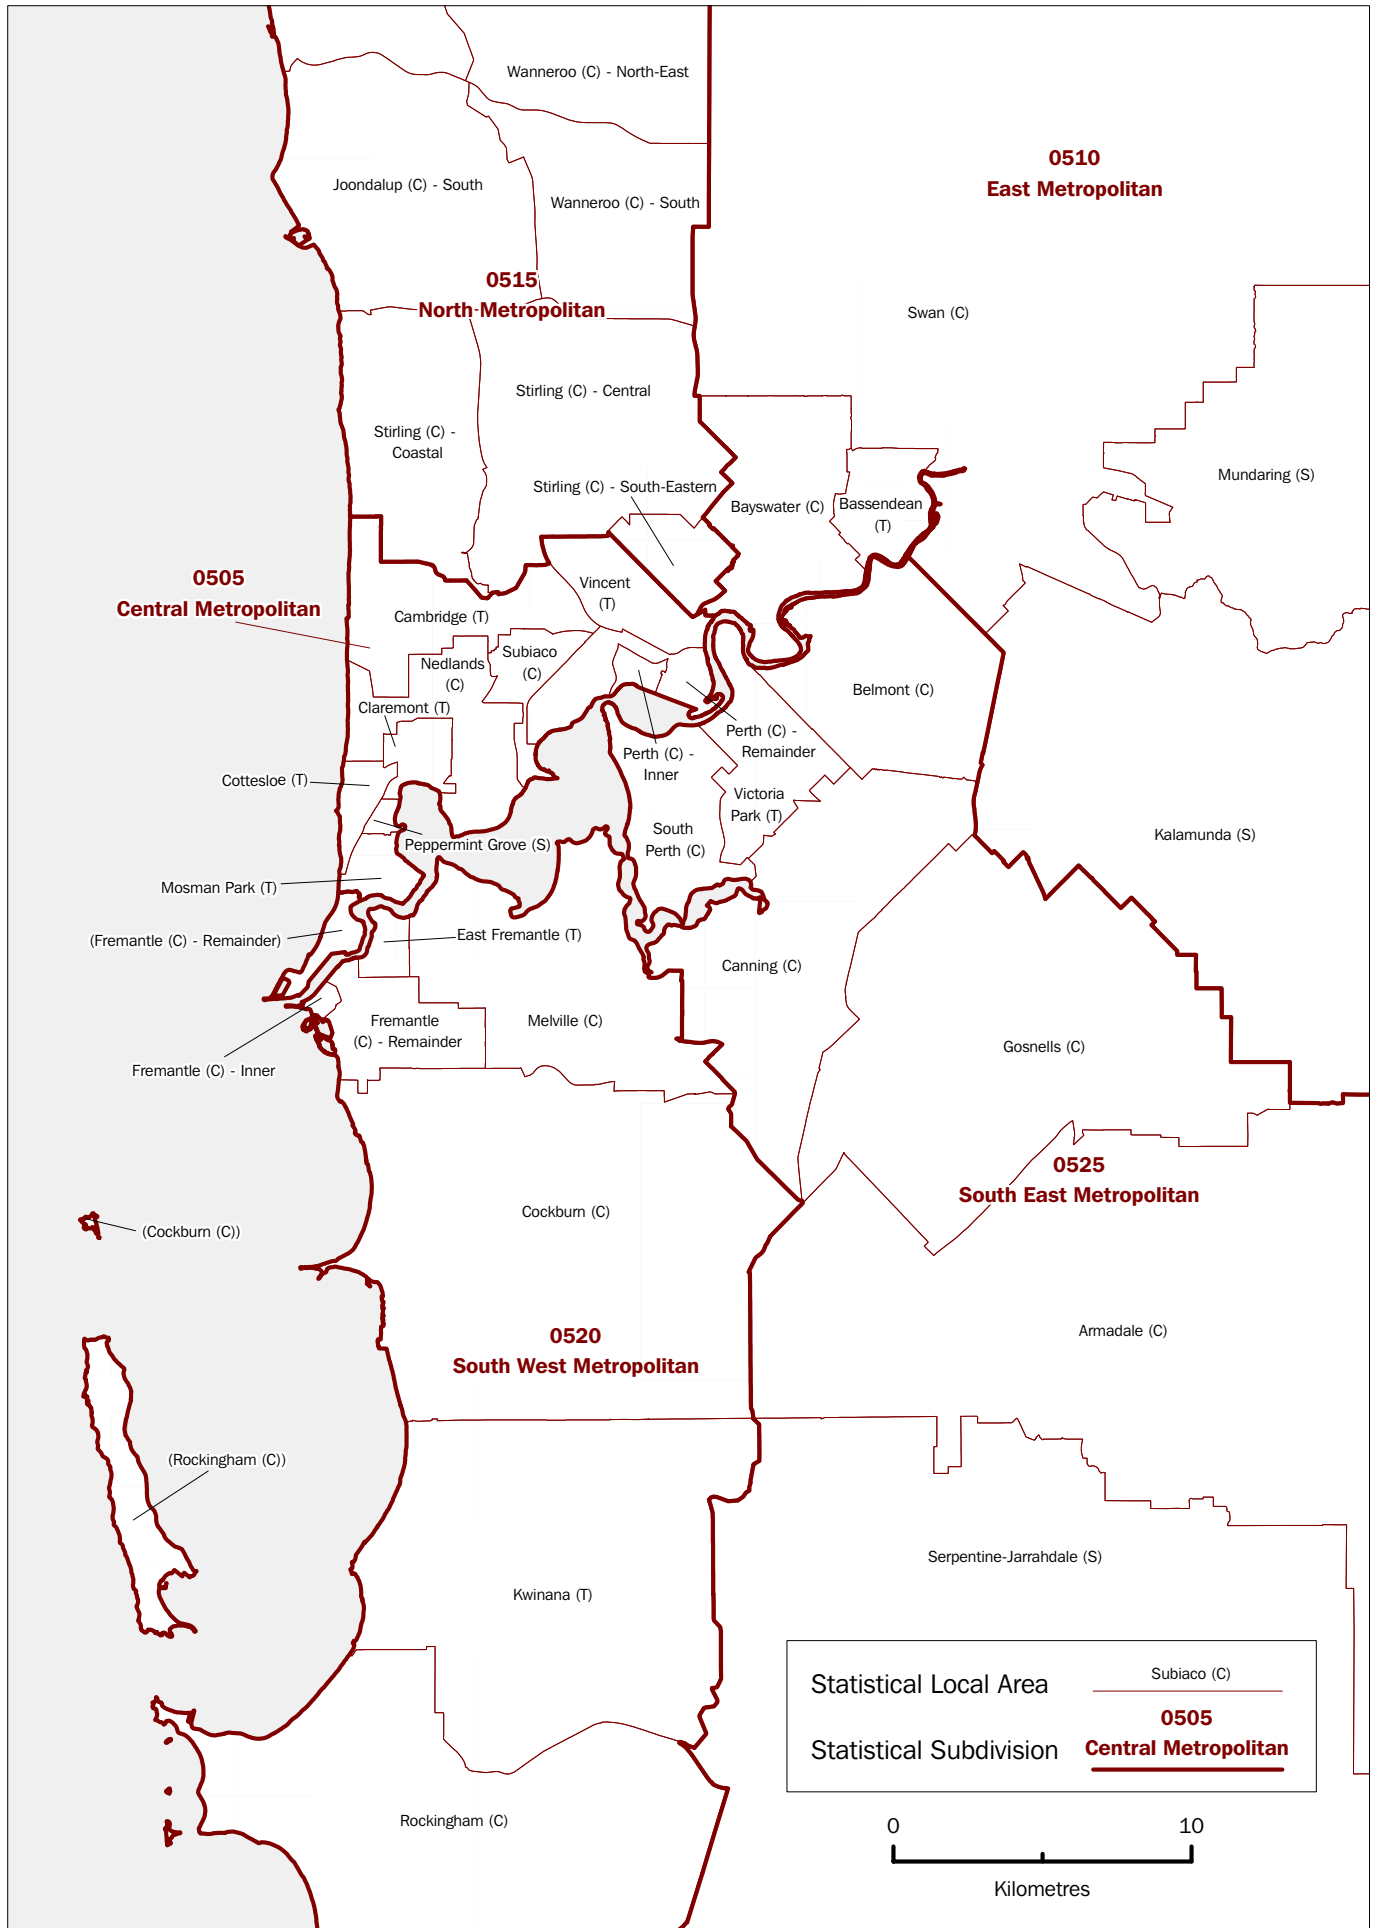 Wanneroo (C) - North-East
0510
East Metropolitan
Joondalup (C) - South
Wanneroo (C) - South
0515
North Metropolitan
Swan (C)
Stirling (C) - Central
Stirling (C) -
Coastal
Mundaring (S)
Stirling (C) - South-Eastern
Bayswater (C)
Bassendean
(T)
0505
Central Metropolitan
Vincent
(T)
Cambridge (T)
Subiaco
(C)
Nedlands
(C)
Belmont (C)
Claremont (T)
Perth (C) -
Remainder
Perth (C) -
Inner
Cottesloe (T)
Victoria
Park (T)
South
Perth (C)
Kalamunda (S)
Peppermint Grove (S)
Mosman Park (T)
East Fremantle (T)
(Fremantle (C) - Remainder)
Canning (C)
Fremantle
(C) - Remainder
Melville (C)
Gosnells (C)
Fremantle (C) - Inner
0525
South East Metropolitan
Cockburn (C)
(Cockburn (C))
0520
South West Metropolitan
Armadale (C)
(Rockingham (C))
Serpentine-Jarrahdale (S)
Kwinana (T)
Statistical Local Area
Subiaco (C)
0505
Statistical Subdivision
Central Metropolitan
Rockingham (C)
0 10
Kilometres